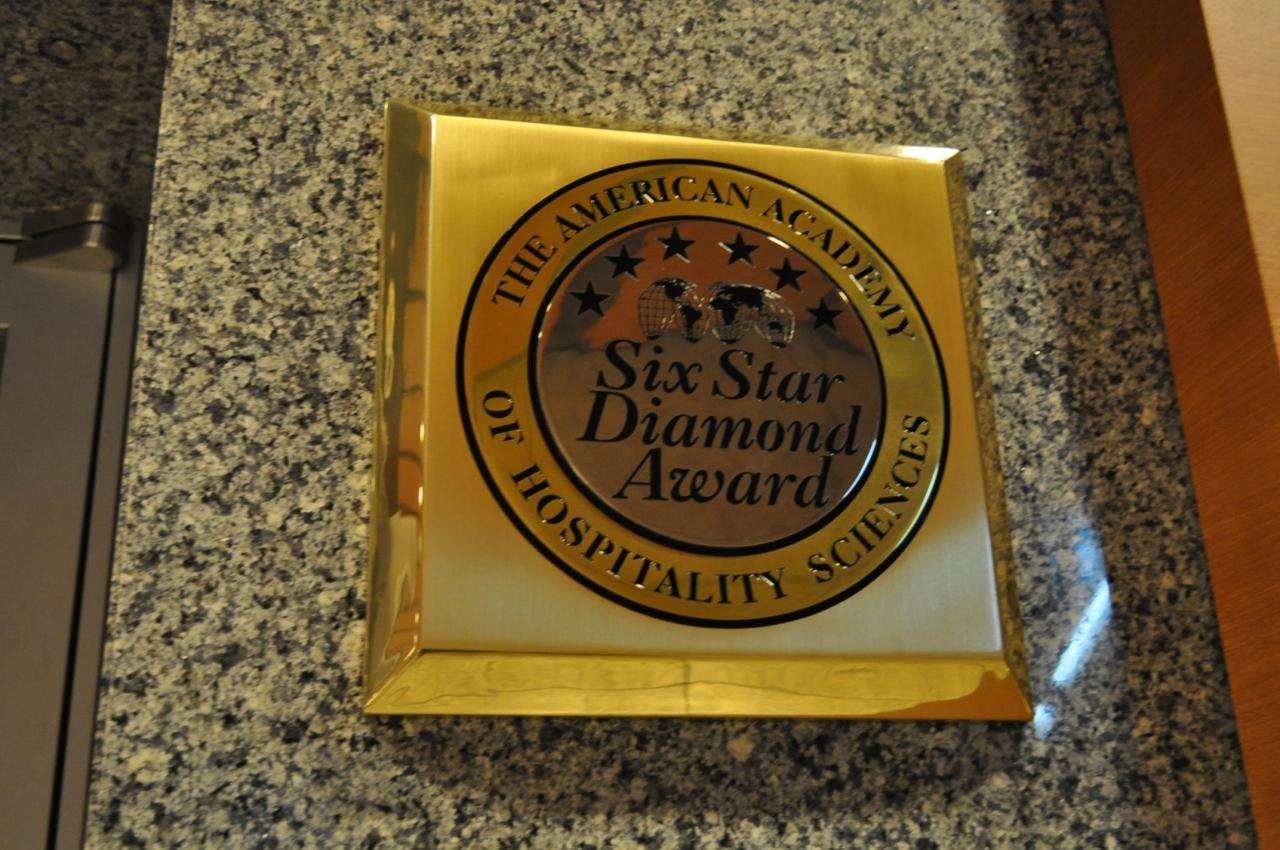 THE AMERICAN ACADEMY
OF HOSPITALITY SCIENCES
Six Star
Diamond
Award